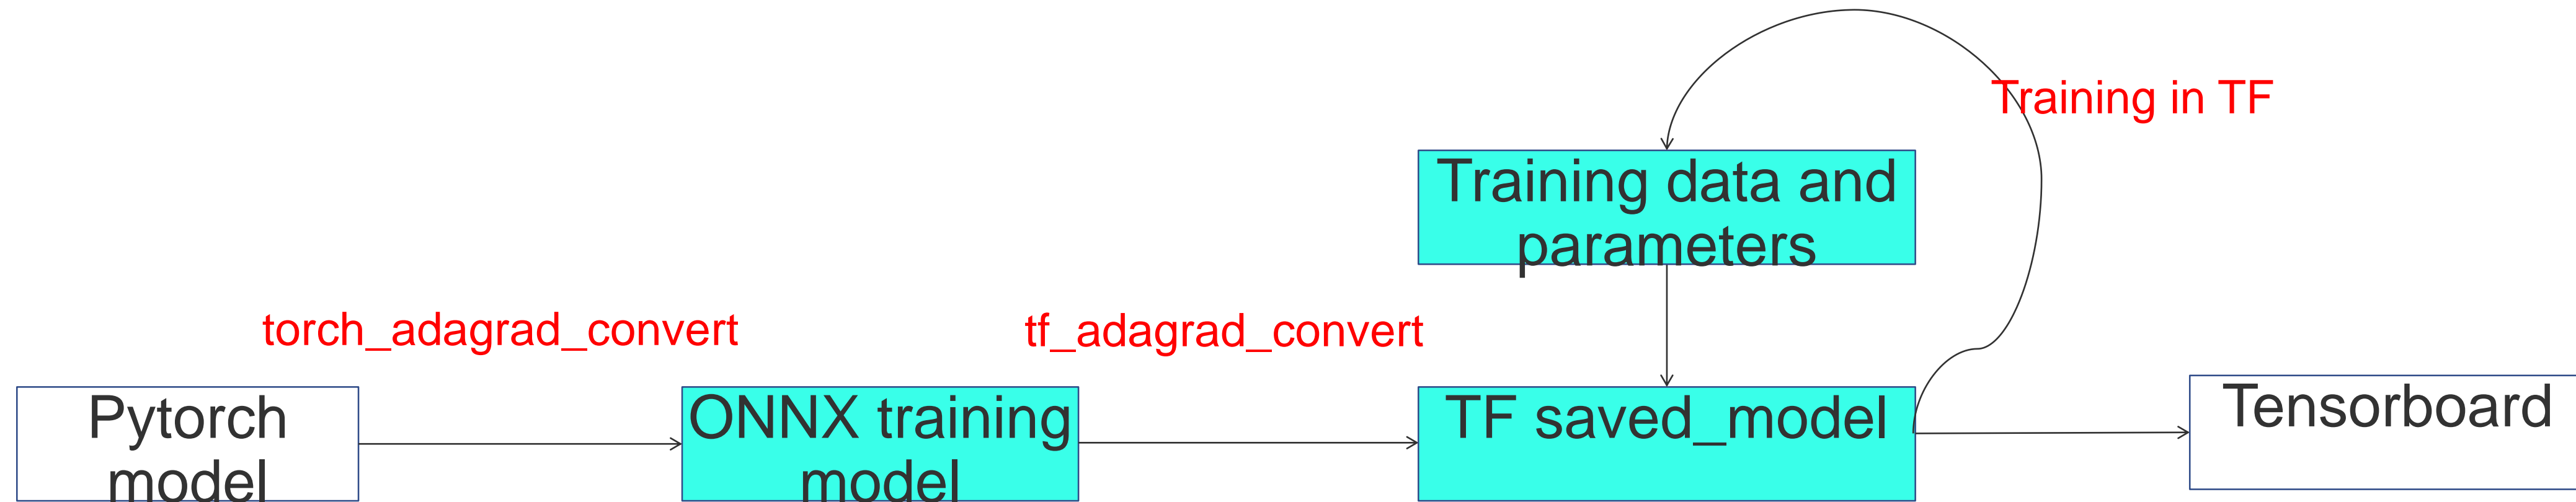 Training in TF
Training data and
parameters
torch_adagrad_convert
tf_adagrad_convert
Pytorch
model
ONNX training
model
TF saved_model
Tensorboard